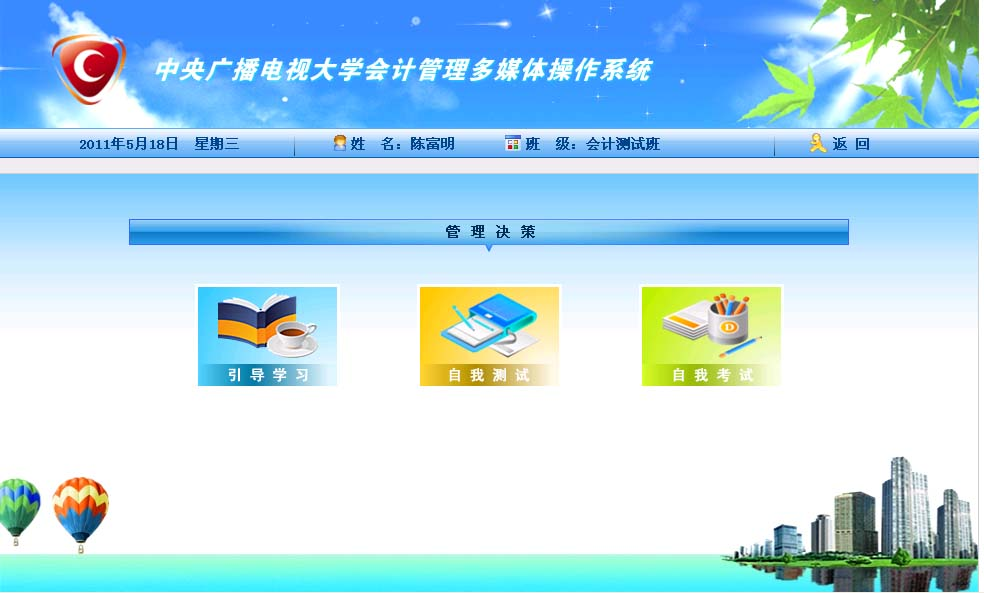 中央广播电视大学会计管理多媒体操作系统
2011年5月18日 星期三 姓 名：陈富明 班 级：会计测试班 返 回
管 理 决 策
引 导 学 习 自 我 测 试 自 我 考 试